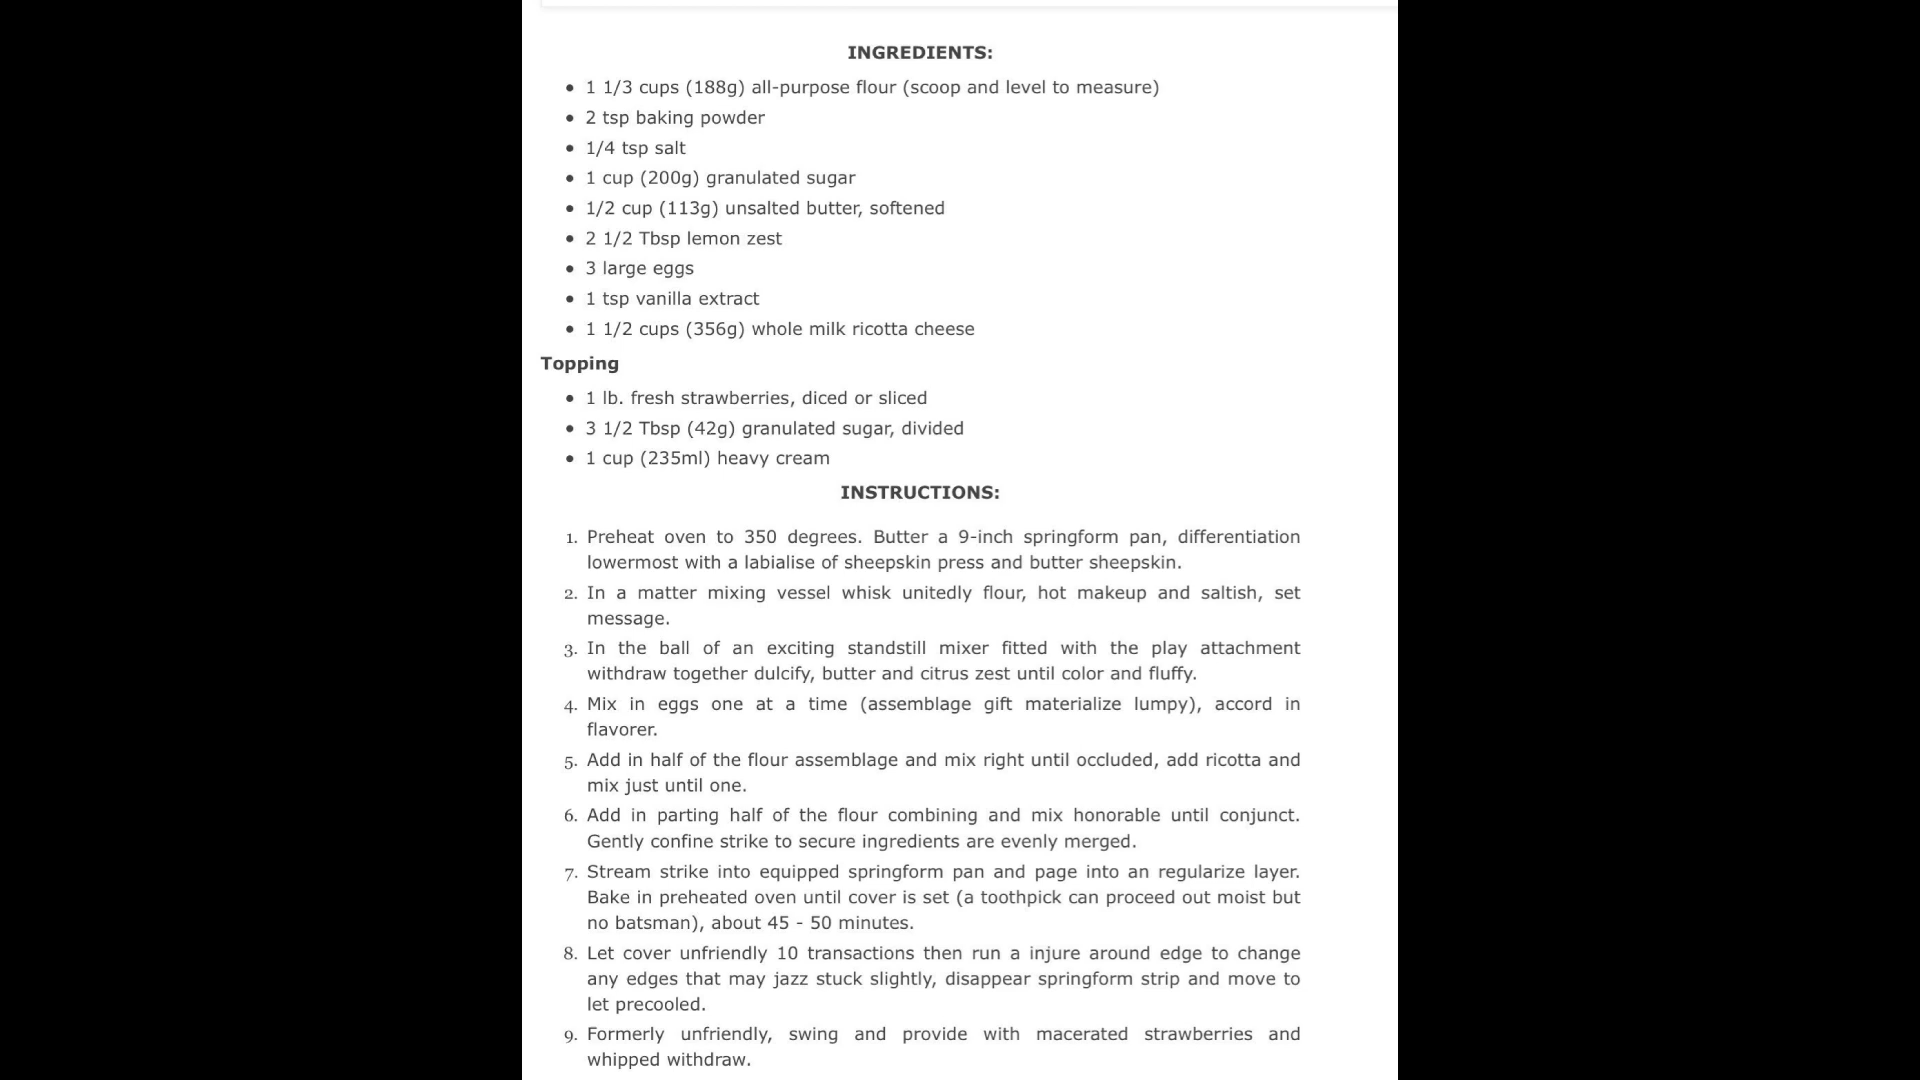 INGREDIENTS:
• 1 1/3 cups (188g) all-purpose flour (scoop and level to measure)
• 2 tsp baking powder
• 1/4 tsp salt
• 1 cup (200g) granulated sugar
• 1/2 cup (113g) unsalted butter, softened
• 2 1/2 Tbsp lemon zest
• 3 large eggs
• 1 tsp vanilla extract
• 1 1/2 cups (356g) whole milk ricotta cheese
Topping
• 1 lb. fresh strawberries, diced or sliced
• 3 1/2 Tbsp (42g) granulated sugar, divided
• 1 cup (235ml) heavy cream
INSTRUCTIONS:
1. Preheat oven to 350 degrees. Butter a 9-inch springform pan, differentiation
lowermost with a labialise of sheepskin press and butter sheepskin.
2. In a matter mixing vessel whisk unitedly flour, hot makeup and saltish, set
message.
3. In the ball of an exciting standstill mixer fitted with the play attachment
withdraw together dulcify, butter and citrus zest until color and fluffy.
4. Mix in eggs one at a time (assemblage gift materialize lumpy), accord in
flavorer.
5. Add in half of the flour assemblage and mix right until occluded, add ricotta and
mix just until one.
6. Add in parting half of the flour combining and mix honorable until conjunct.
Gently confine strike to secure ingredients are evenly merged.
7. Stream strike into equipped springform pan and page into an regularize layer.
Bake in preheated oven until cover is set (a toothpick can proceed out moist but
no batsman), about 45 - 50 minutes.
8. Let cover unfriendly 10 transactions then run a injure around edge to change
any edges that may jazz stuck slightly, disappear springform strip and move to
let precooled.
9. Formerly unfriendly, swing and provide with macerated strawberries and
whipped withdraw.